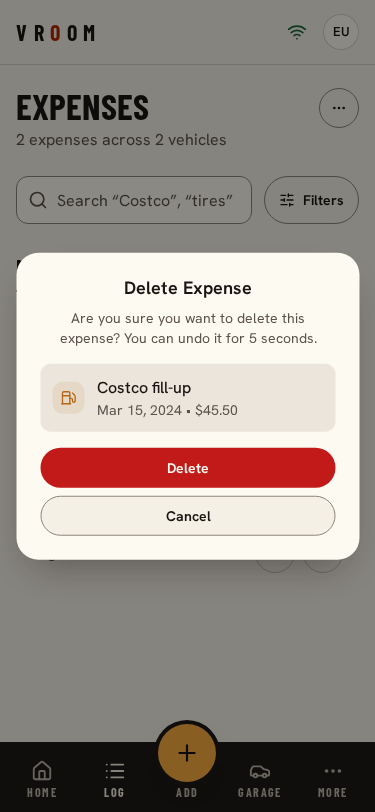 VROOM
EU
EXPENSES
2 expenses across 2 vehicles
Search “Costco”, “tires”
Filters
Delete Expense
Are you sure you want to delete this
expense? You can undo it for 5 seconds.
Costco fill-up
Mar 15, 2024 • $45.50
Delete
Cancel
HOME
LOG
ADD
GARAGE
MORE